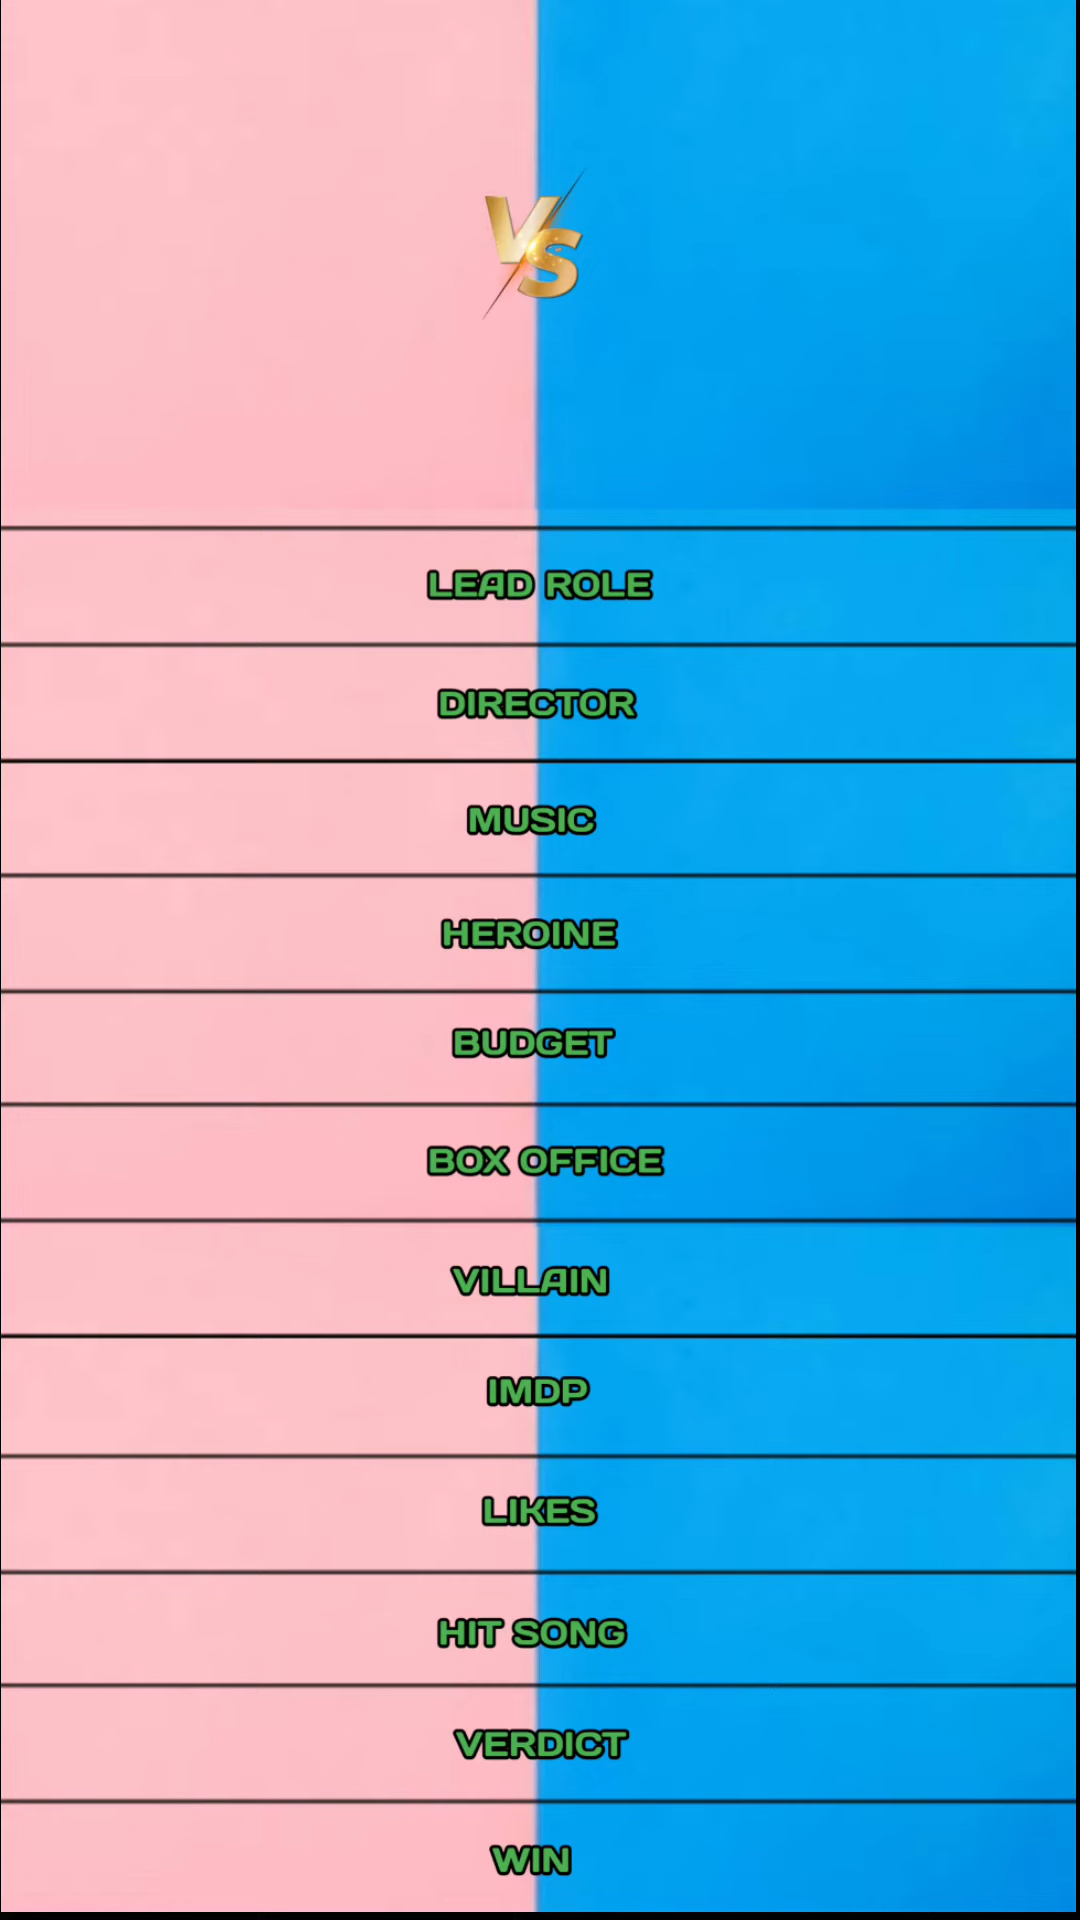 VS
LEAD ROLE
DIRECTOR
MUSIC
HEROINE
BUDGET
BOX OFFICE
VILLAIN
IMDP
LIKES
HIT SONG
VERDICT
WIN